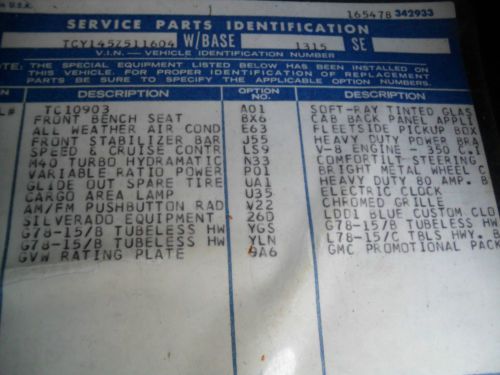 U.S.A.
165478 342933
SERVICE PARTS IDENTIFICATION
TCY145Z511604 W/BASE 1315 SE
V.I.N. — VEHICLE IDENTIFICATION NUMBER
NOTE: THE SPECIAL EQUIPMENT LISTED BELOW HAS BEEN INSTALLED ON
THIS VEHICLE. FOR PROPER IDENTIFICATION OF REPLACEMENT
PARTS BE SURE TO SPECIFY THE APPLICABLE OPTION NUMBERS.
DESCRIPTION OPTION NO. DESCRIPTION
TC10903 A01 SOFT-RAY TINTED GLAS
FRONT BENCH SEAT BX6 CAB BACK PANEL APPLI
ALL WEATHER AIR COND E63 FLEETSIDE PICKUP BOX
FRONT STABILIZER BAR J55 HEAVY DUTY POWER BRA
SPEED & CRUISE CONTR LS9 V-8 ENGINE -
M40 TURBO HYDRAMATIC N33 COMFORTILT STEERING
VARIABLE RATIO POWER P01 BRIGHT METAL WHEEL C
GLIDE OUT SPARE TIRE UA1 HEAVY DUTY 80 AMP. B
CARGO AREA LAMP U35 ELECTRIC CLOCK
AM/FM PUSHBUTTON RAD V22 CHROMED GRILLE
SILVERADO EQUIPMENT 26D BLUE CUSTOM CLO
G78-15/B TUBELESS HW YGS G78-15/B TUBELESS HW
G78-15/B TUBELESS HW YLN L78-15/C TBLS HWY. B
GVW RATING PLATE 9A6 GMC PROMOTIONAL PACK